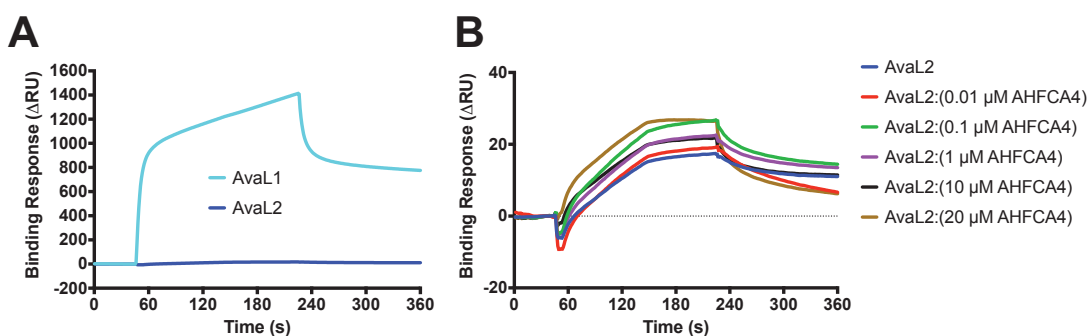 A
Binding Response (ΔRU)
1600
1400
1200
1000
800
600
400
200
0
-200
AvaL1
AvaL2
0
60
120
180
240
300
360
Time (s)
B
Binding Response (ΔRU)
40
20
0
-20
0
60
120
180
240
300
360
Time (s)
AvaL2
AvaL2:(0.01 µM AHFCA4)
AvaL2:(0.1 µM AHFCA4)
AvaL2:(1 µM AHFCA4)
AvaL2:(10 µM AHFCA4)
AvaL2:(20 µM AHFCA4)